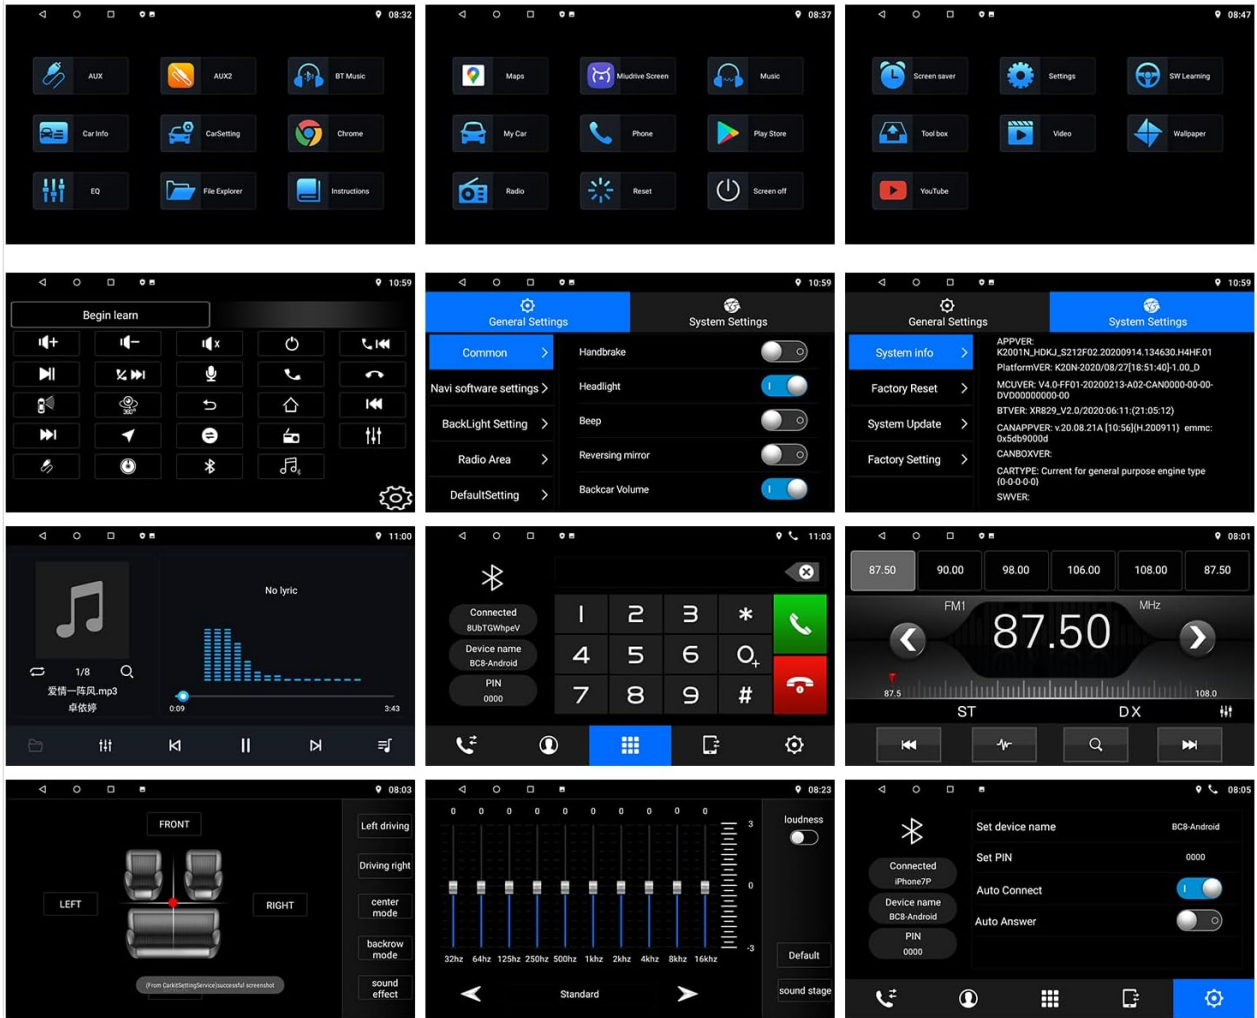 08:32
AUX
AUX2
BT Music
Car Info
CarSetting
Chrome
EQ
File Explorer
Instructions
08:37
Maps
Miudrive Screen
Music
My Car
Phone
Play Store
Radio
Reset
Screen off
08:47
Screen saver
Settings
SW Learning
Tool box
Video
Wallpaper
YouTube
10:59
Begin learn
360°
10:59
General Settings
System Settings
Common
Handbrake
Navi software settings
Headlight
BackLight Setting
Beep
Radio Area
Reversing mirror
DefaultSetting
Backcar Volume
10:59
General Settings
System Settings
System info
Factory Reset
System Update
Factory Setting
APPVER:
K2001N_HDKJ_S212F02.20200914.134630.H4HF.01
PlatformVER: K20N-2020/08/27[18:51:40]-1.00_D
MCUVER: V4.0-FF01-20200213-A02-CAN0000-00-00-
DVD00000000-00
BTVER: XR829_V2.0/2020:06:11:(21:05:12)
CANAPPVER: v.20.08.21A [10:56](H.200911) emmc:
0x5db9000d
CANBOXVER:
CARTYPE: Current for general purpose engine type
(0-0-0-0-0)
SWVER:
11:00
No lyric
1/8
爱情一阵风.mp3
卓依婷
0:09
3:43
11:03
Connected
8UbTGWhpeV
Device name
BC8-Android
PIN
0000
1 2 3 *
4 5 6 0+
7 8 9 #
08:01
87.50 90.00 98.00 106.00 108.00 87.50
FM1
87.50
MHz
87.5
108.0
ST
DX
08:03
FRONT
LEFT
RIGHT
(From CarkitSettingService)successful screenshot
Left driving
Driving right
center
mode
backrow
mode
sound
effect
08:23
0 0 0 0 0 0 0 0 0 0
3
0
-3
32hz 64hz 125hz 250hz 500hz 1khz 2khz 4khz 8khz 16khz
Standard
loudness
Default
sound stage
08:05
Connected
iPhone7P
Device name
BC8-Android
PIN
0000
Set device name
BC8-Android
Set PIN
0000
Auto Connect
Auto Answer